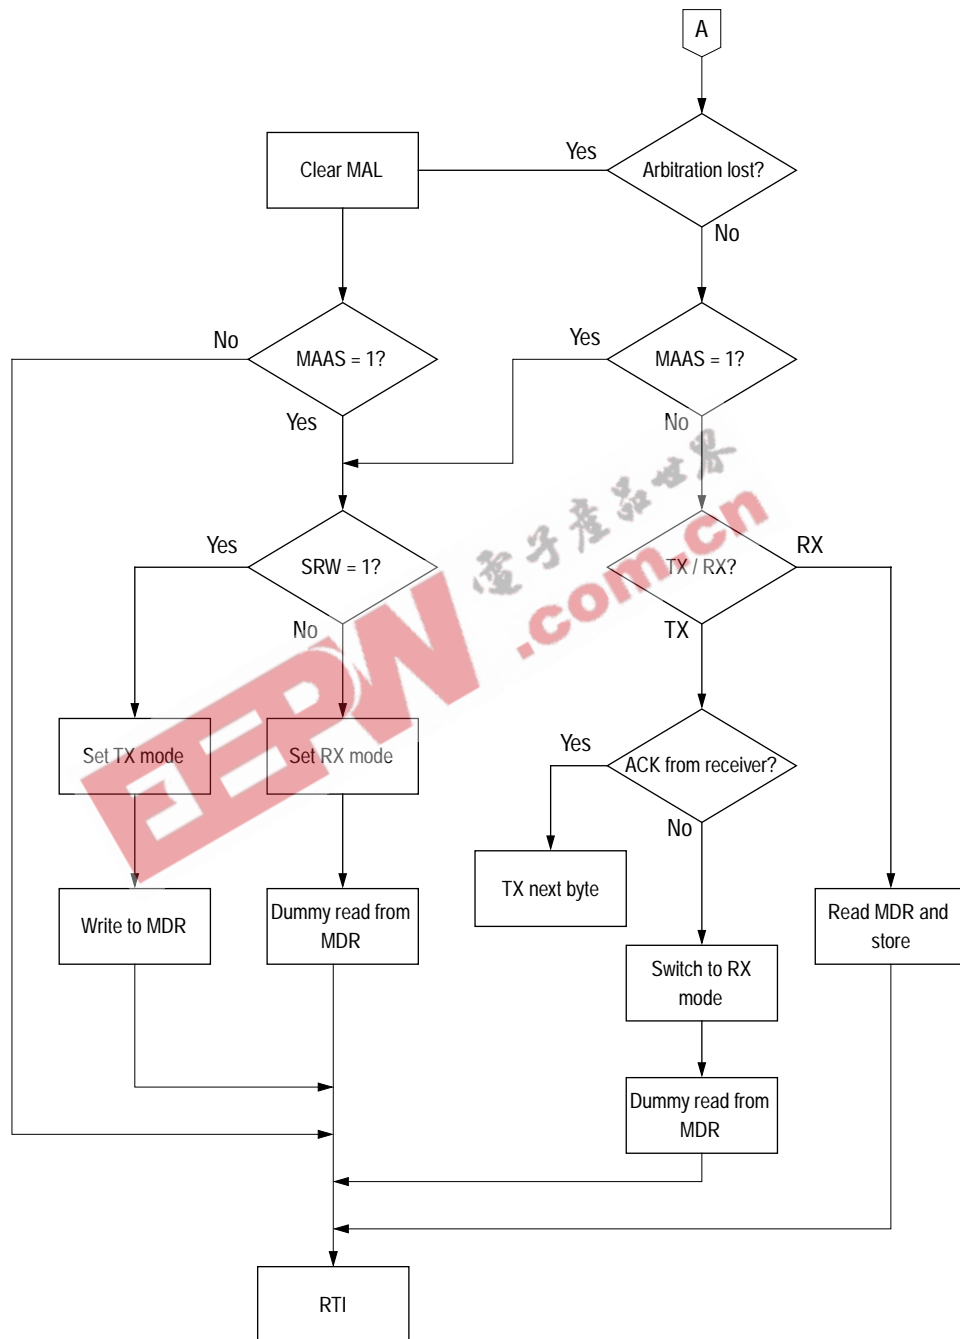 A
Arbitration lost?
Yes
No
Clear MAL
MAAS = 1?
No
Yes
MAAS = 1?
Yes
No
SRW = 1?
Yes
No
TX / RX?
RX
TX
Set TX mode
Set RX mode
ACK from receiver?
Yes
No
Write to MDR
Dummy read from
MDR
TX next byte
Read MDR and
store
Switch to RX
mode
Dummy read from
MDR
RTI
EEPW
電子產品世界
.com.cn